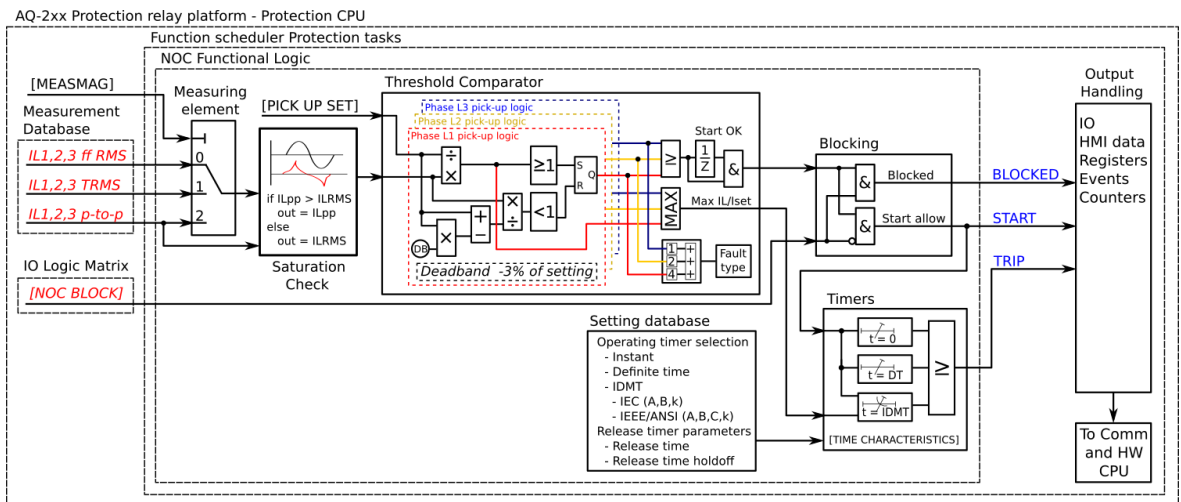 AQ-2xx Protection relay platform - Protection CPU
Function scheduler Protection tasks
NOC Functional Logic
[MEASMAG]
Measurement
Database
IL1,2,3 ff RMS
IL1,2,3 TRMS
IL1,2,3 p-to-p
IO Logic Matrix
[NOC BLOCK]
Measuring
element
0
1
2
[PICK UP SET]
if ILpp > ILRMS
out = ILpp
else
out = ILRMS
Saturation
Check
Threshold Comparator
Phase L3 pick-up logic
Phase L2 pick-up logic
Phase L1 pick-up logic
÷
×
≥1
S
Q
R
×
÷
<1
+
−
×
DB
Deadband -3% of setting
≥
Start OK
1
Z
&
MAX
Max IL/Iset
1
2
4
+
+
+
+
Fault
type
Blocking
&
Blocked
&
Start allow
BLOCKED
START
TRIP
Timers
t = 0
t = DT
t = IDMT
≥
[TIME CHARACTERISTICS]
Setting database
Operating timer selection
- Instant
- Definite time
- IDMT
- IEC (A,B,k)
- IEEE/ANSI (A,B,C,k)
Release timer parameters
- Release time
- Release time holdoff
Output
Handling
IO
HMI data
Registers
Events
Counters
To Comm
and HW
CPU